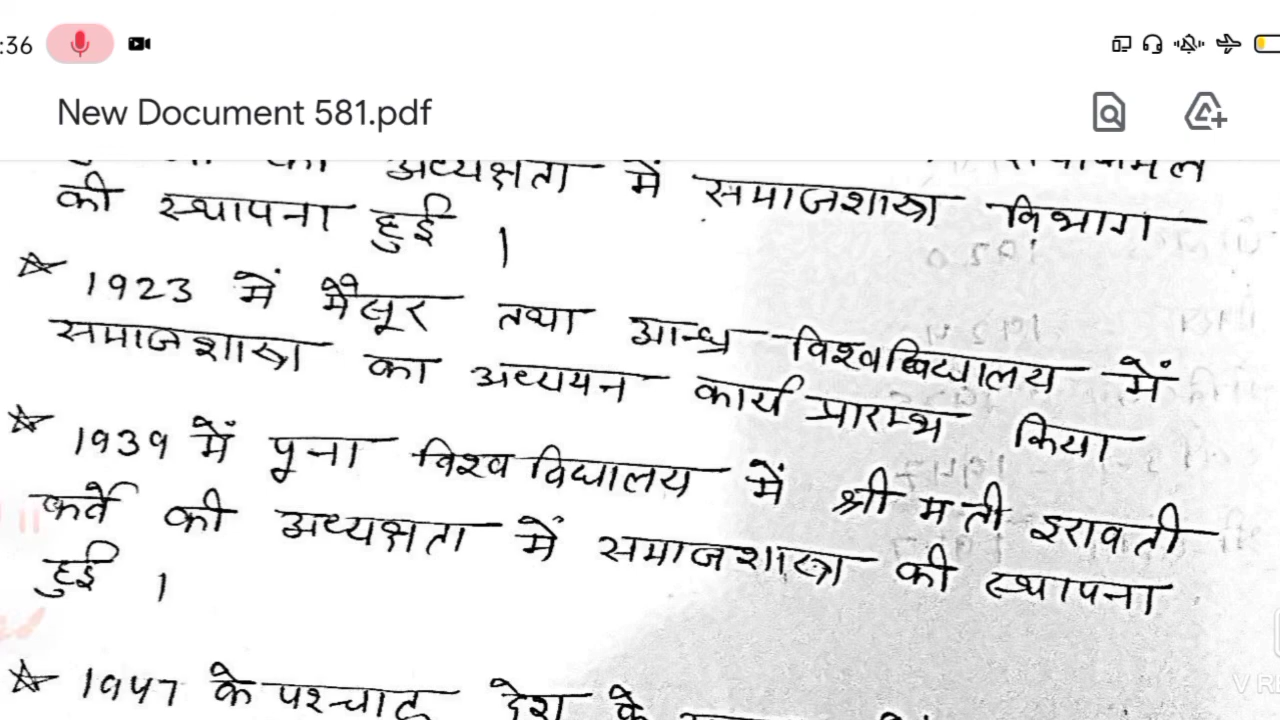 :36
New Document 581.pdf
अध्यक्षता में
समाजशास्त्र विभाग
की स्थापना हुई ।
☆ 1923 में मैसूर तथा आन्ध्र विश्वविद्यालय में
समाजशास्त्र का अध्ययन कार्य प्रारम्भ किया
☆ 1939 में पूना विश्वविद्यालय में श्रीमती इरावती
कर्वे की अध्यक्षता में समाजशास्त्र की स्थापना
हुई ।
☆ 1947 के पश्चात देश के